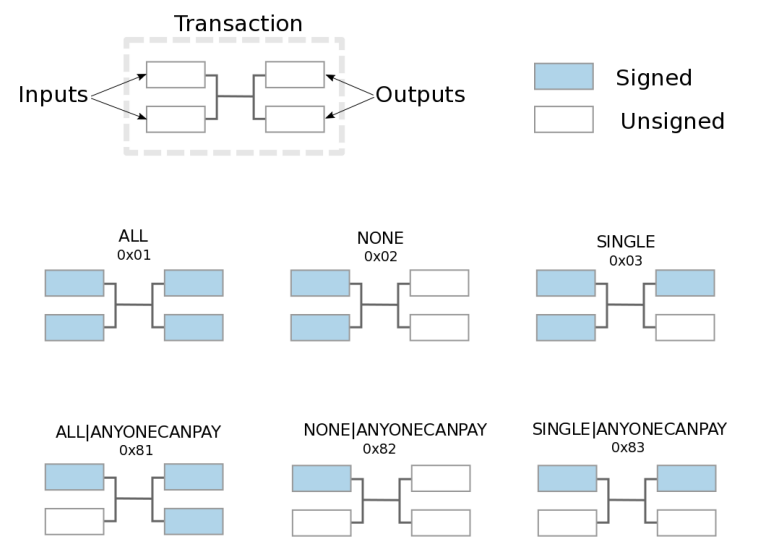 Transaction
Inputs
Outputs
Signed
Unsigned
ALL
0x01
NONE
0x02
SINGLE
0x03
ALL|ANYONECANPAY
0x81
NONE|ANYONECANPAY
0x82
SINGLE|ANYONECANPAY
0x83